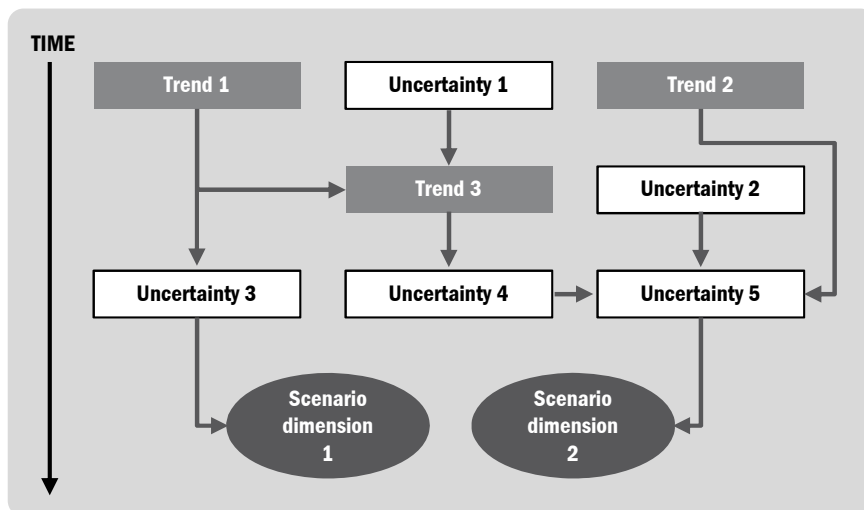 TIME
Trend 1
Uncertainty 1
Trend 2
Trend 3
Uncertainty 2
Uncertainty 3
Uncertainty 4
Uncertainty 5
Scenario
dimension
1
Scenario
dimension
2